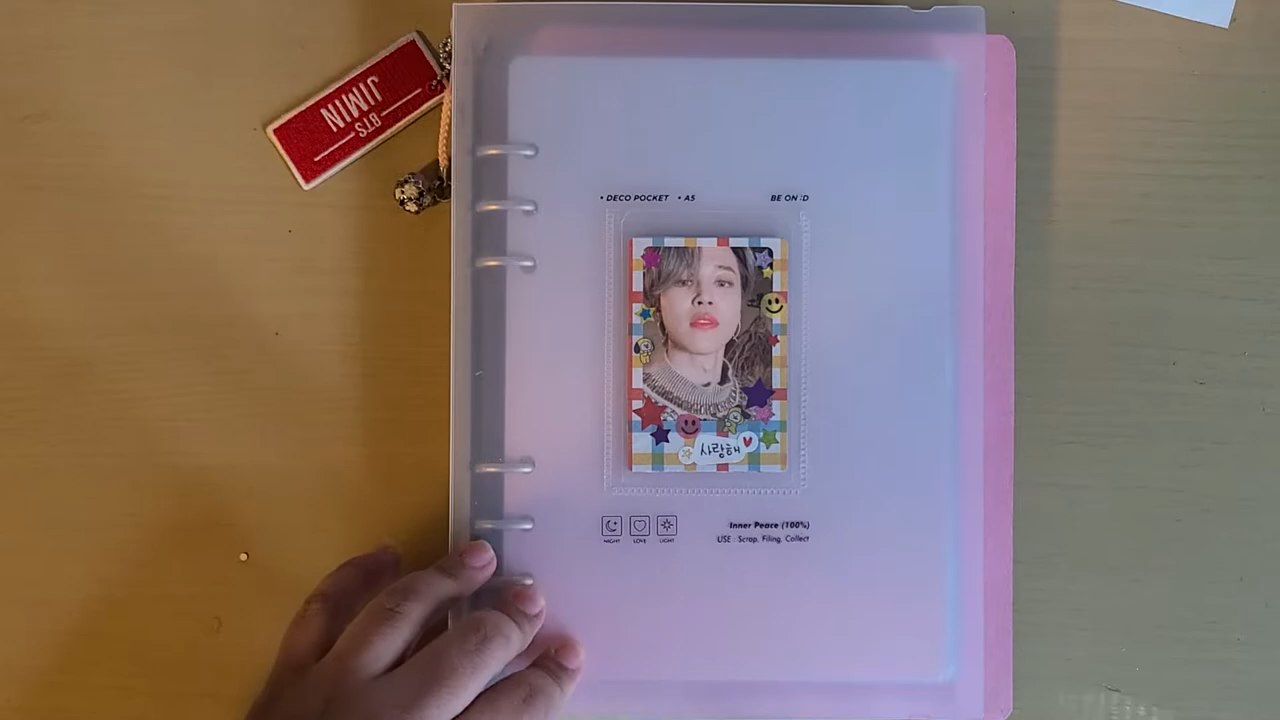 BTS
JIMIN
• DECO POCKET • A5
BE ON :D
사랑해
NIGHT
LOVE
LIGHT
Inner Peace (100%)
USE : Scrap, Filing, Collect